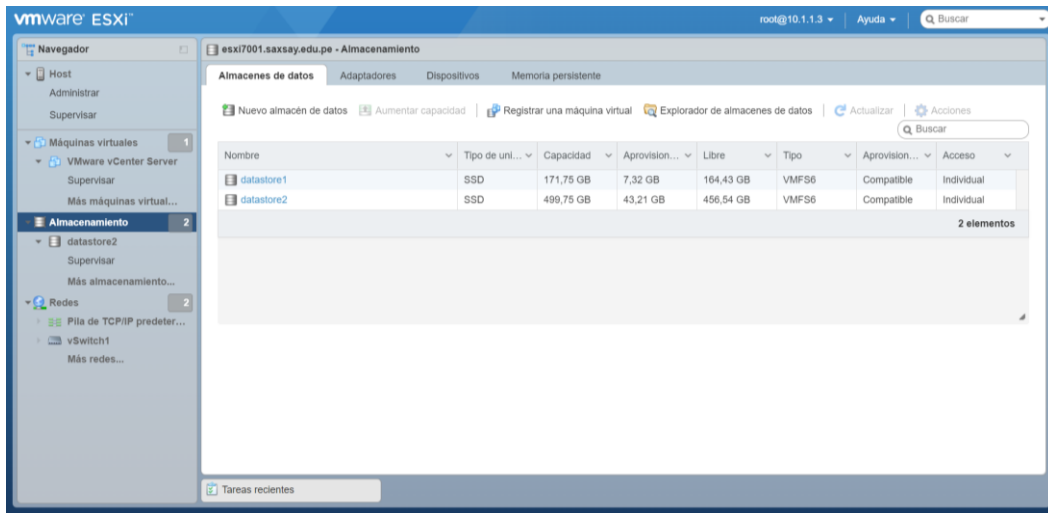 vmware ESXi™
root@10.1.1.3 Ayuda Buscar
Navegador
Host
Administrar
Supervisar
Máquinas virtuales 1
VMware vCenter Server
Supervisar
Más máquinas virtual...
Almacenamiento 2
datastore2
Supervisar
Más almacenamiento...
Redes 2
Pila de TCP/IP predeter...
vSwitch1
Más redes...
esxi7001.saxsay.edu.pe - Almacenamiento
Almacenes de datos Adaptadores Dispositivos Memoria persistente
Nuevo almacén de datos Aumentar capacidad Registrar una máquina virtual Explorador de almacenes de datos Actualizar Acciones
Buscar
Nombre Tipo de uni... Capacidad Aprovision... Libre Tipo Aprovision... Acceso
datastore1 SSD 171,75 GB 7,32 GB 164,43 GB VMFS6 Compatible Individual
datastore2 SSD 499,75 GB 43,21 GB 456,54 GB VMFS6 Compatible Individual
2 elementos
Tareas recientes